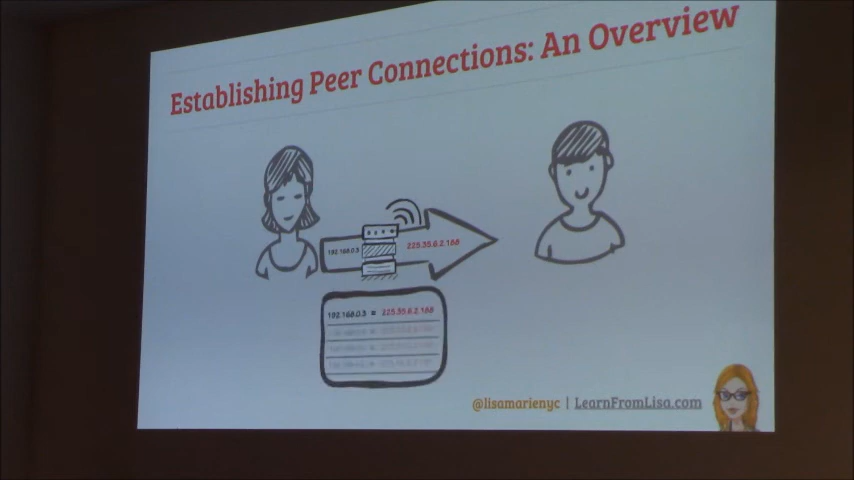 Establishing Peer Connections: An Overview
192.168.0.3 225.35.6.2.188
192.168.0.3 = 225.35.6.2.188
@lisamarienyc | LearnFromLisa.com